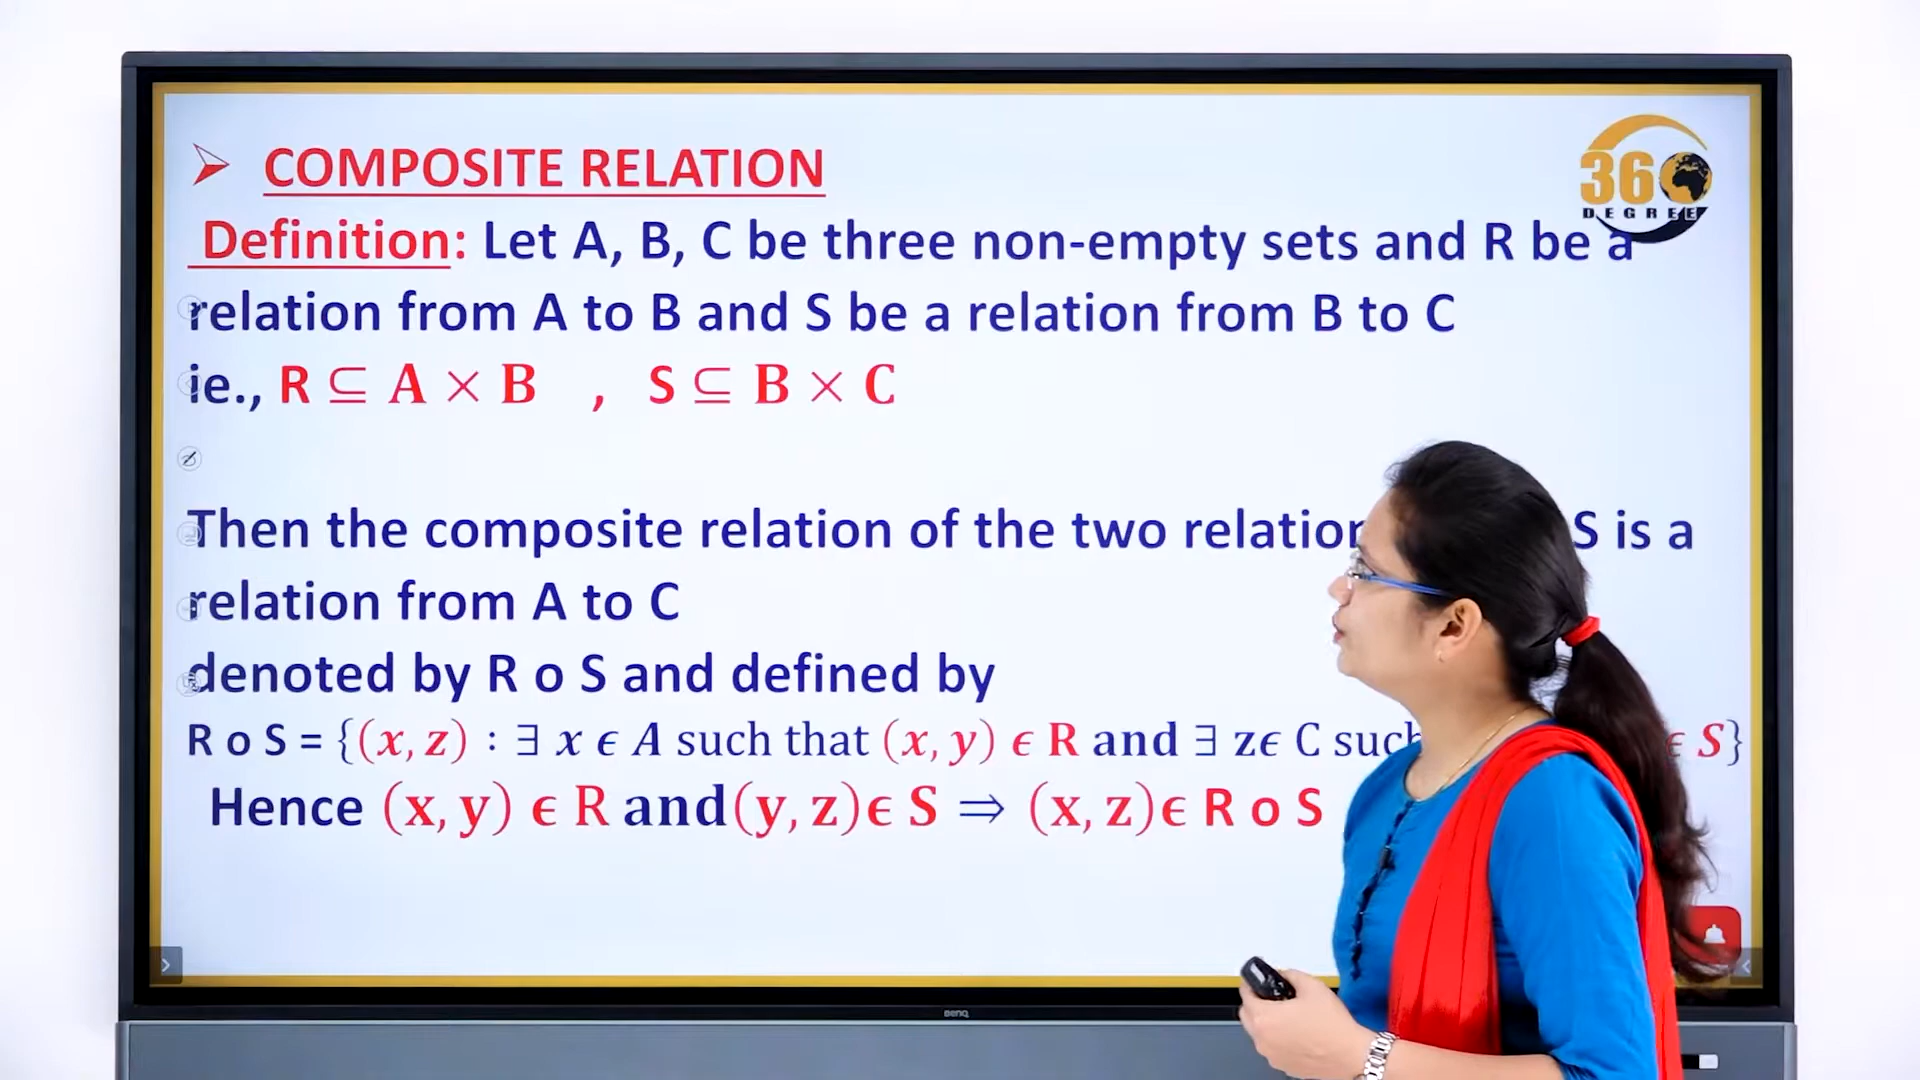 ➢ COMPOSITE RELATION
360
DEGREE
Definition: Let A, B, C be three non-empty sets and R be a
relation from A to B and S be a relation from B to C
ie., R ⊆ A × B , S ⊆ B × C
Then the composite relation of the two S is a
relation from A to C
denoted by R o S and defined by
R o S = {(x, z) : ∃ x ϵ A such that (x, y) ϵ R and ∃ zϵ C ϵ S}
Hence (x, y) ϵ R and(y, z)ϵ S ⇒ (x, z)ϵ R o S
BenQ